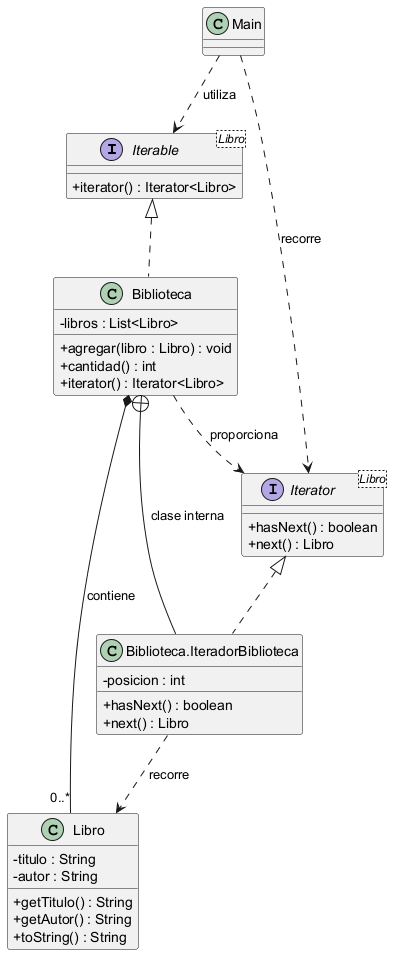 C Main
utiliza
Libro
I Iterable
+iterator() : Iterator<Libro>
recorre
C Biblioteca
-libros : List<Libro>
+agregar(libro : Libro) : void
+cantidad() : int
+iterator() : Iterator<Libro>
proporciona
Libro
I Iterator
+hasNext() : boolean
+next() : Libro
clase interna
contiene
C Biblioteca.IteradorBiblioteca
-posicion : int
+hasNext() : boolean
+next() : Libro
recorre
0..*
C Libro
-titulo : String
-autor : String
+getTitulo() : String
+getAutor() : String
+toString() : String